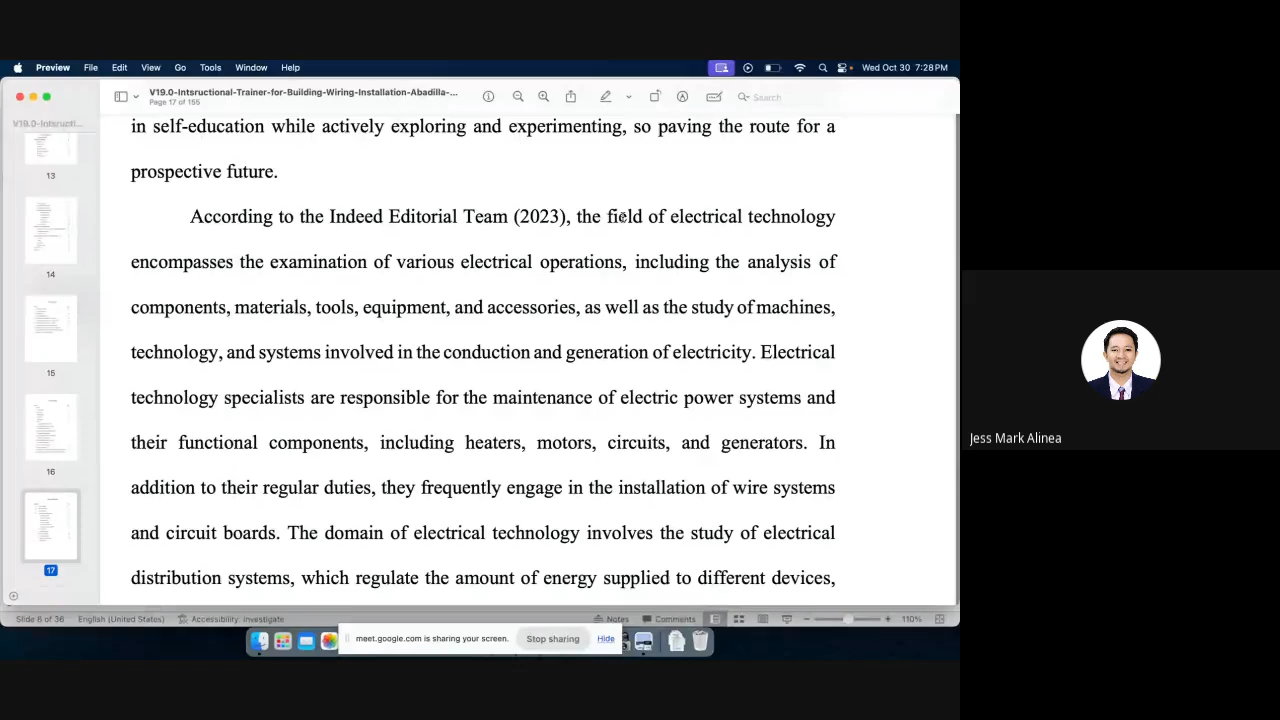 Preview File Edit View Go Tools Window Help
Wed Oct 30 7:28 PM
V19.0-Intsructional-Trainer-for-Building-Wiring-Installation-Abadilla-...
Page 17 of 155
Search
V19.0-Intsructi...
13
14
15
16
17
in self-education while actively exploring and experimenting, so paving the route for a
prospective future.
According to the Indeed Editorial Team (2023), the field of electrical technology
encompasses the examination of various electrical operations, including the analysis of
components, materials, tools, equipment, and accessories, as well as the study of machines,
technology, and systems involved in the conduction and generation of electricity. Electrical
technology specialists are responsible for the maintenance of electric power systems and
their functional components, including heaters, motors, circuits, and generators. In
addition to their regular duties, they frequently engage in the installation of wire systems
and circuit boards. The domain of electrical technology involves the study of electrical
distribution systems, which regulate the amount of energy supplied to different devices,
Jess Mark Alinea
Slide 6 of 36 English (United States) Accessibility: Investigate Notes Comments 110%
meet.google.com is sharing your screen. Stop sharing Hide